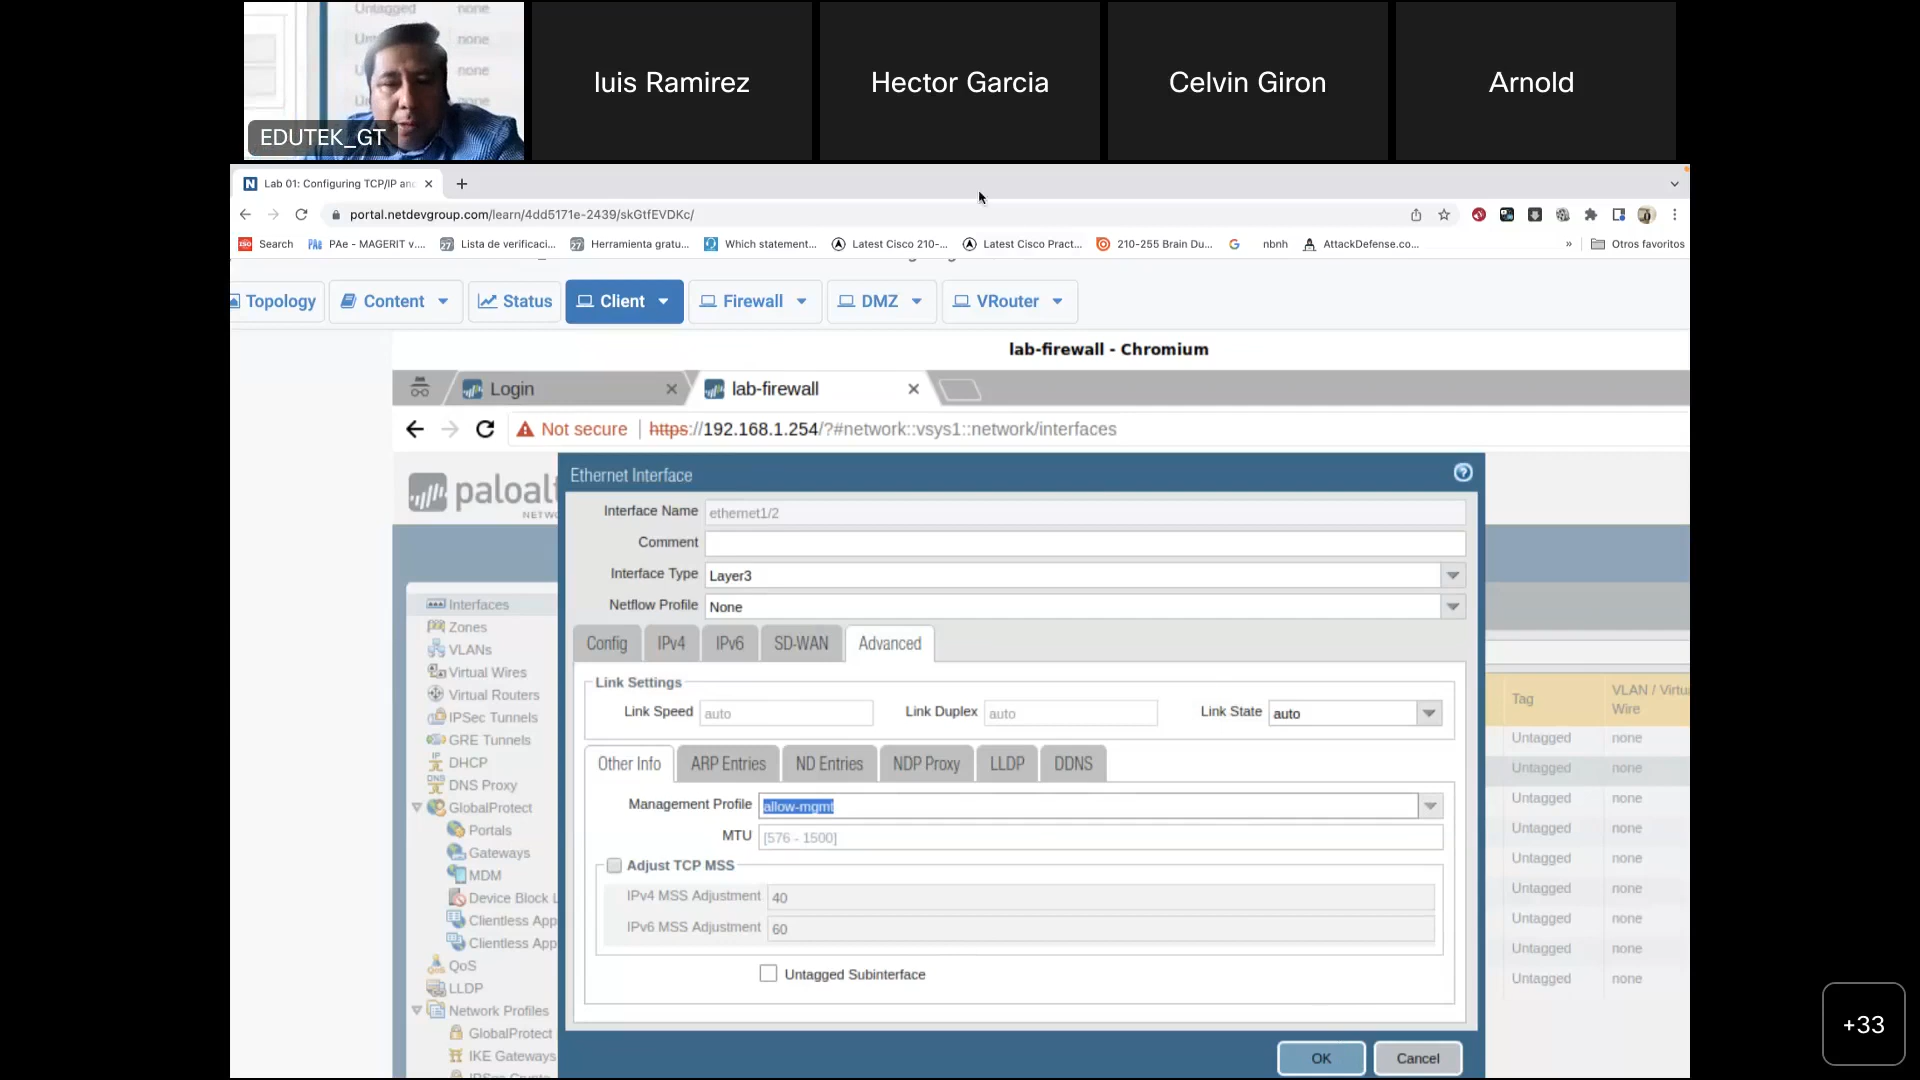 Untagged none
none
none
EDUTEK_GT
luis Ramirez
Hector Garcia
Celvin Giron
Arnold
Lab 01: Configuring TCP/IP and
portal.netdevgroup.com/learn/4dd5171e-2439/skGtfEVDKc/
Search
PAe - MAGERIT v....
Lista de verificaci...
Herramienta gratu...
Which statement...
Latest Cisco 210-...
Latest Cisco Pract...
210-255 Brain Du...
nbnh
AttackDefense.co...
»
Otros favoritos
Topology
Content
Status
Client
Firewall
DMZ
VRouter
lab-firewall - Chromium
Login
lab-firewall
Not secure | https://192.168.1.254/?#network::vsys1::network/interfaces
paloalt
NETW
Interfaces
Zones
VLANs
Virtual Wires
Virtual Routers
IPSec Tunnels
GRE Tunnels
DHCP
DNS Proxy
GlobalProtect
Portals
Gateways
MDM
Device Block L
Clientless App
Clientless App
QoS
LLDP
Network Profiles
GlobalProtect
IKE Gateways
Ethernet Interface
Interface Name ethernet1/2
Comment
Interface Type Layer3
Netflow Profile None
Config IPv4 IPv6 SD-WAN Advanced
Link Settings
Link Speed auto Link Duplex auto Link State auto
Other Info ARP Entries ND Entries NDP Proxy LLDP DDNS
Management Profile allow-mgmt
MTU [576 - 1500]
Adjust TCP MSS
IPv4 MSS Adjustment 40
IPv6 MSS Adjustment 60
Untagged Subinterface
OK Cancel
Tag VLAN / Virtu
Wire
Untagged none
Untagged none
Untagged none
Untagged none
Untagged none
Untagged none
Untagged none
Untagged none
Untagged none
+33